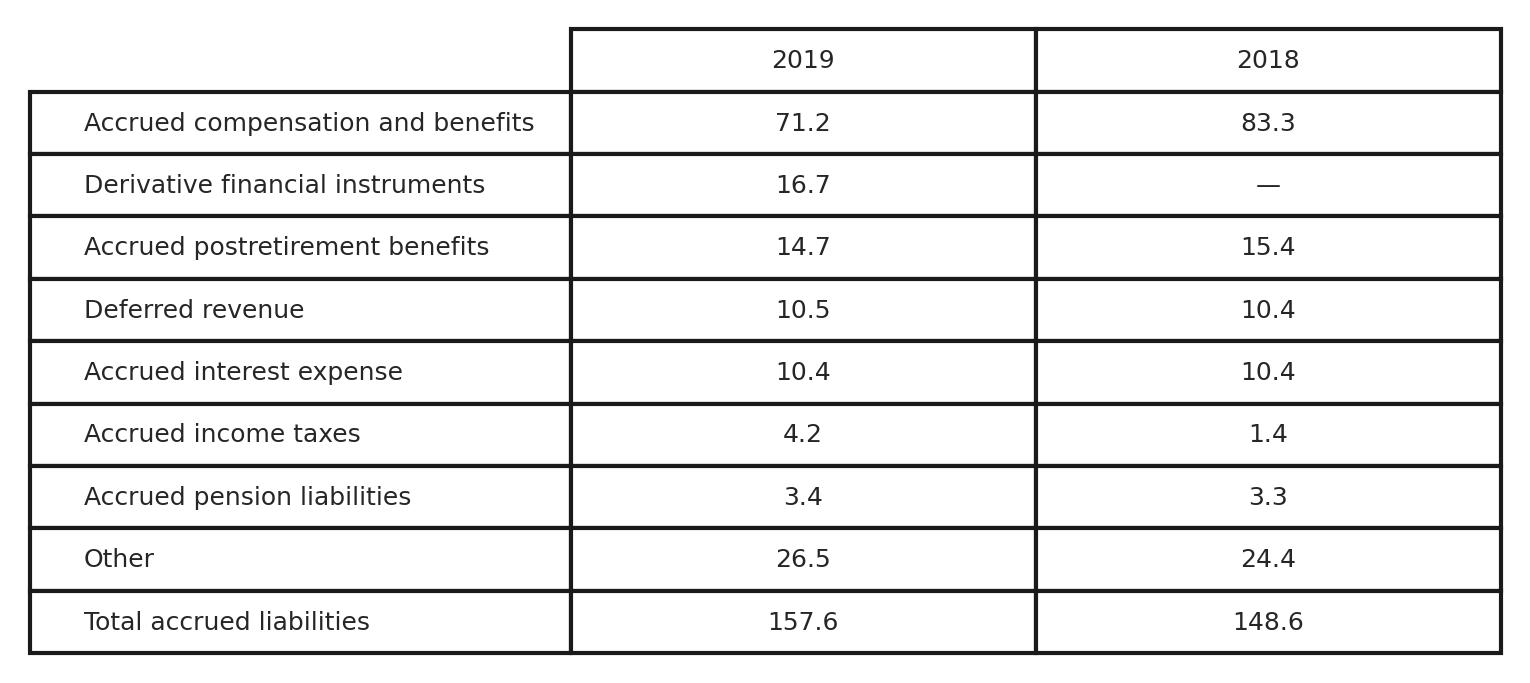 2019 2018
Accrued compensation and benefits 71.2 83.3
Derivative financial instruments 16.7 —
Accrued postretirement benefits 14.7 15.4
Deferred revenue 10.5 10.4
Accrued interest expense 10.4 10.4
Accrued income taxes 4.2 1.4
Accrued pension liabilities 3.4 3.3
Other 26.5 24.4
Total accrued liabilities 157.6 148.6